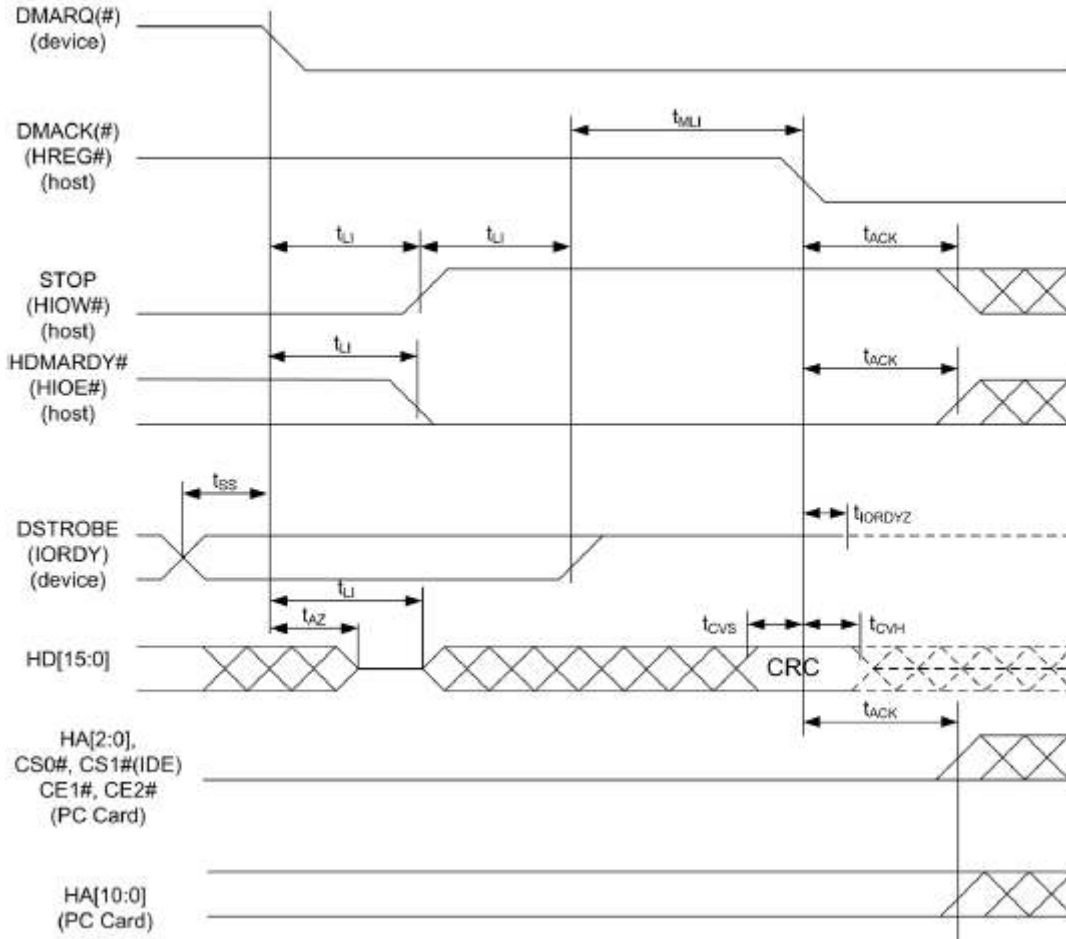 DMARQ(#)
(device)
DMACK(#)
(HREG#)
(host)
tMLI
tLI
tLI
tACK
STOP
(HIOW#)
(host)
tLI
tACK
HDMARDY#
(HIOE#)
(host)
tSS
tIORDYZ
DSTROBE
(IORDY)
(device)
tLI
tAZ
tCVS
tCVH
HD[15:0]
CRC
tACK
HA[2:0],
CS0#, CS1#(IDE)
CE1#, CE2#
(PC Card)
HA[10:0]
(PC Card)